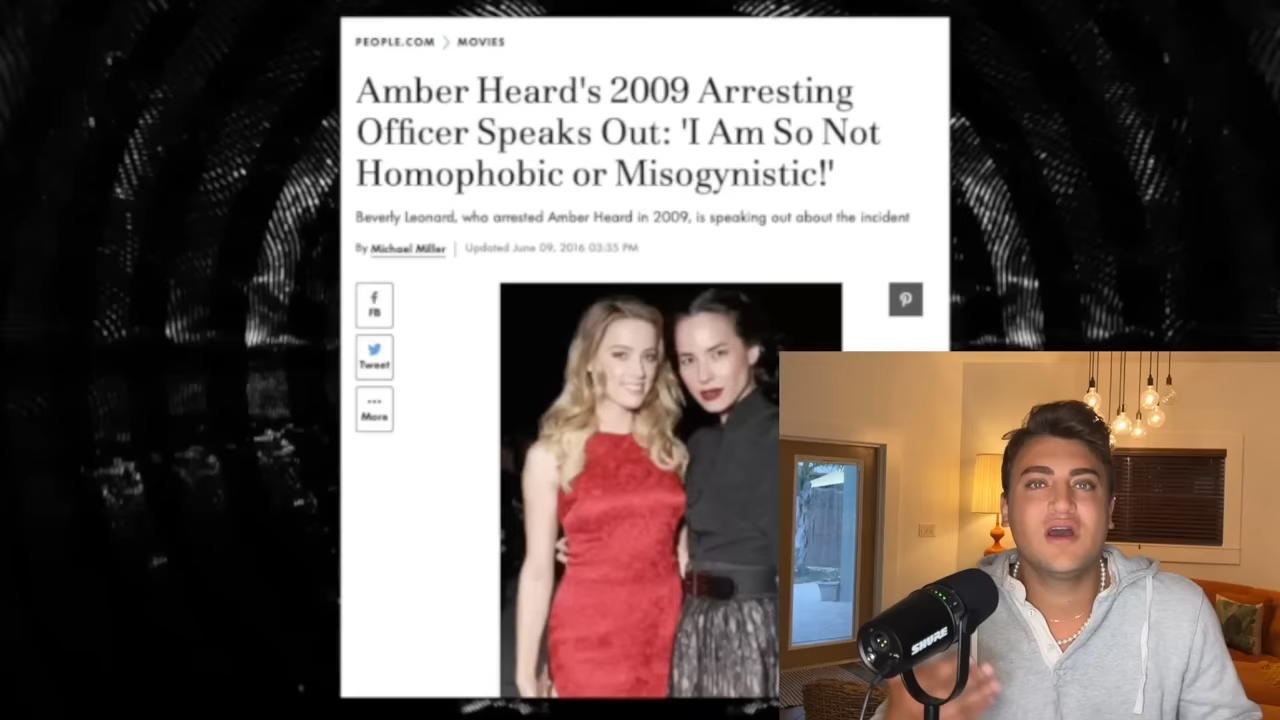 PEOPLE.COM > MOVIES
Amber Heard's 2009 Arresting
Officer Speaks Out: 'I Am So Not
Homophobic or Misogynistic!'
Beverly Leonard, who arrested Amber Heard in 2009, is speaking out about the incident
By Michael Miller | Updated June 09, 2016 03:35 PM
FB
Tweet
More
SHURE